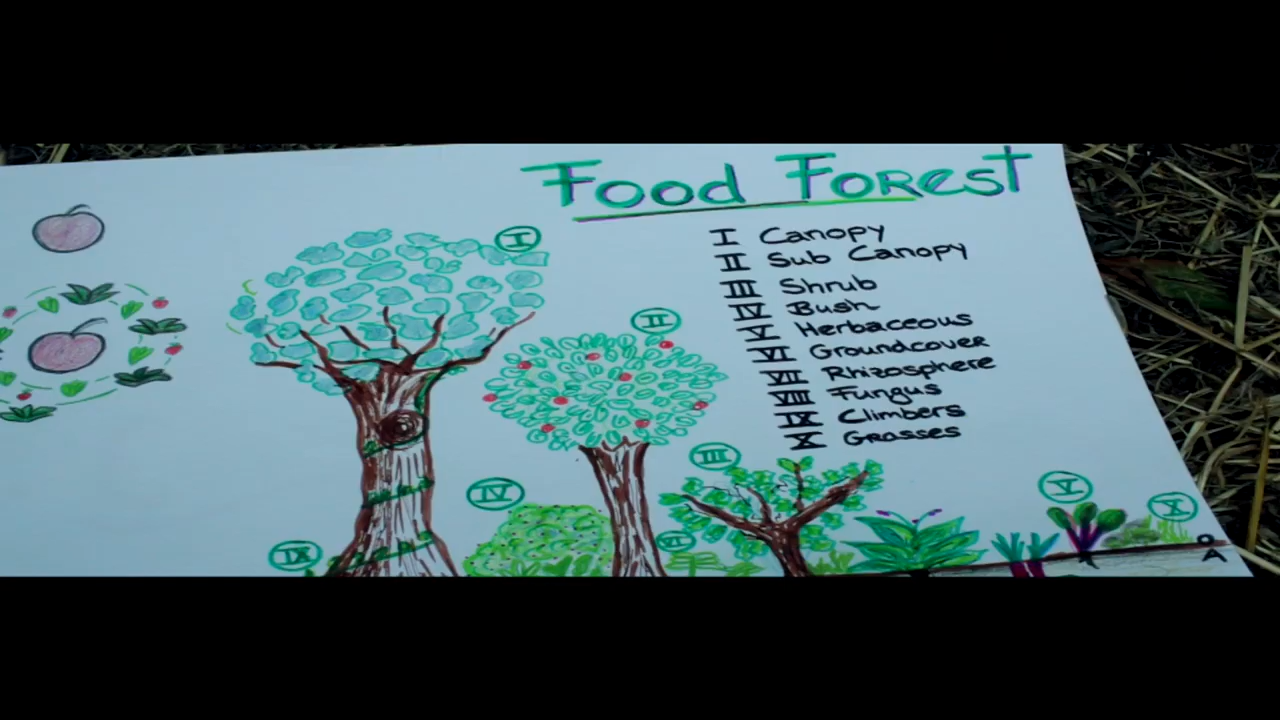 Food Forest
I Canopy
II Sub Canopy
III Shrub
IV Bush
V Herbaceous
VI Groundcover
VII Rhizosphere
VIII Fungus
IX Climbers
X Grasses
I
II
III
IV
V
X
VI
IX
O
A